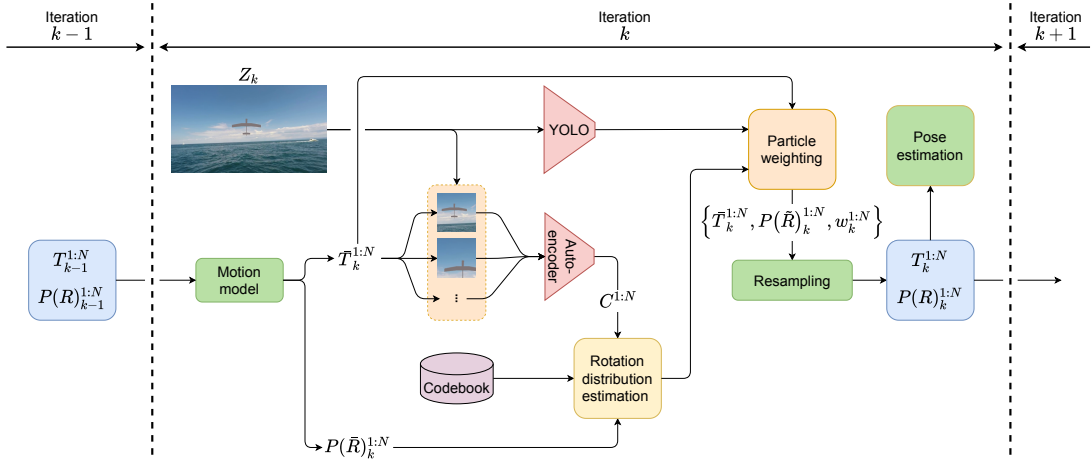 Iteration
k − 1
Iteration
k
Iteration
k + 1
Z_k
YOLO
Particle
weighting
Pose
estimation
{T̄_k^{1:N}, P(R̃)_k^{1:N}, w_k^{1:N}}
T_{k−1}^{1:N}
P(R)_{k−1}^{1:N}
Motion
model
T̄_k^{1:N}
...
Auto-
encoder
C^{1:N}
Resampling
T_k^{1:N}
P(R)_k^{1:N}
Codebook
Rotation
distribution
estimation
P(R̄)_k^{1:N}